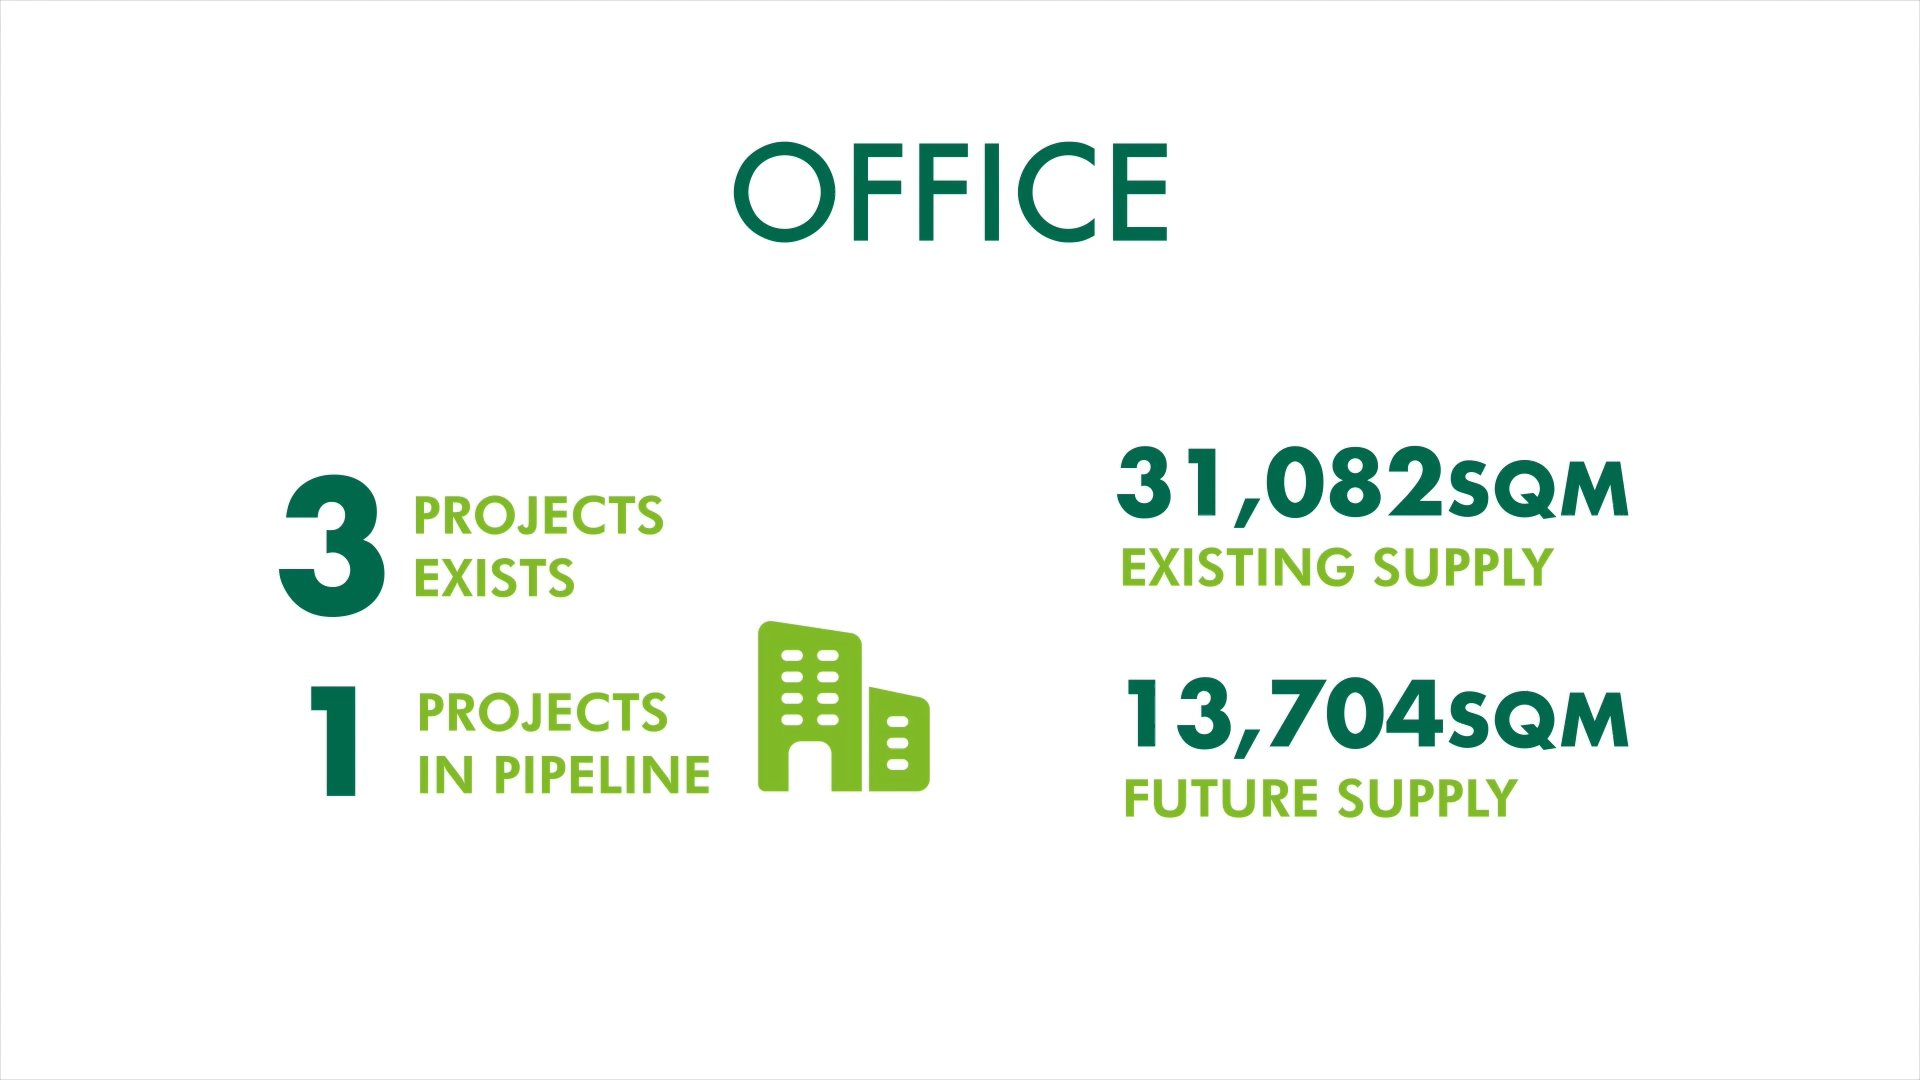 OFFICE
3
PROJECTS
EXISTS
1
PROJECTS
IN PIPELINE
31,082SQM
EXISTING SUPPLY
13,704SQM
FUTURE SUPPLY